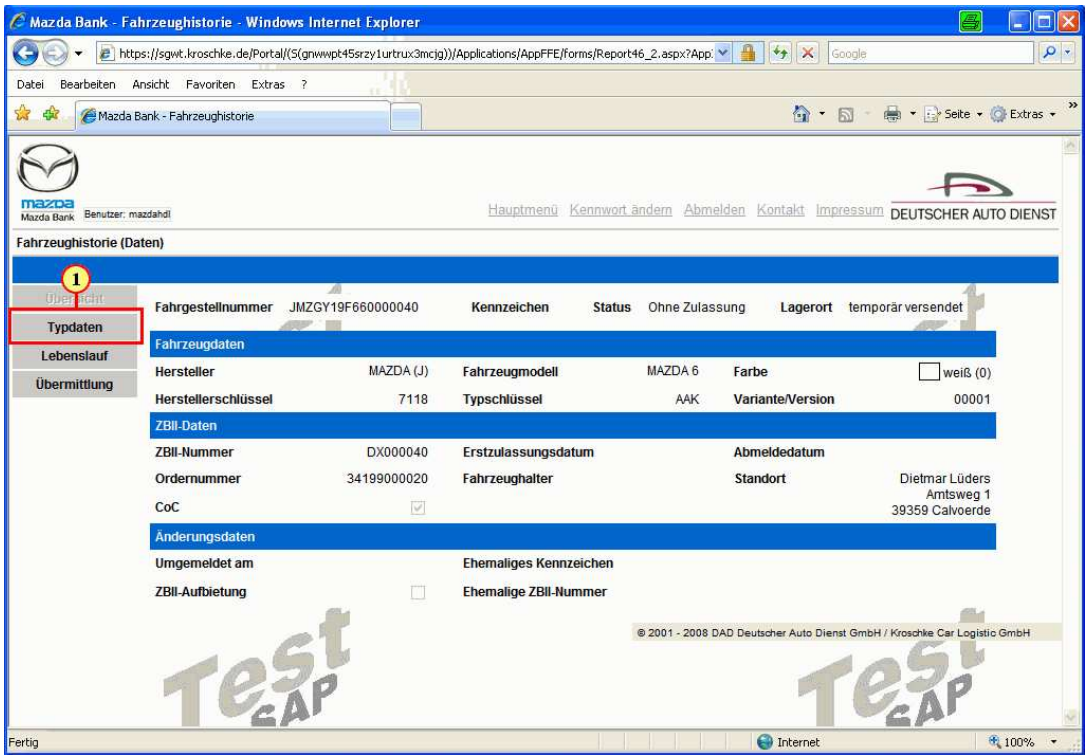 Mazda Bank - Fahrzeughistorie - Windows Internet Explorer
https://sgwt.kroschke.de/Portal/(S(gnwwpt45srzy1urtrux3mcjg))/Applications/AppFFE/forms/Report46_2.aspx?App: Google
Datei Bearbeiten Ansicht Favoriten Extras ?
Mazda Bank - Fahrzeughistorie Seite Extras »
mazda
Mazda Bank Benutzer: mazdahdl Hauptmenü Kennwort ändern Abmelden Kontakt Impressum DEUTSCHER AUTO DIENST
Fahrzeughistorie (Daten)
1
Übersicht
Fahrgestellnummer JMZGY19F660000040 Kennzeichen Status Ohne Zulassung Lagerort temporär versendet
Typdaten
Fahrzeugdaten
Lebenslauf
Hersteller MAZDA (J) Fahrzeugmodell MAZDA 6 Farbe weiß (0)
Übermittlung
Herstellerschlüssel 7118 Typschlüssel AAK Variante/Version 00001
ZBII-Daten
ZBII-Nummer DX000040 Erstzulassungsdatum Abmeldedatum
Ordernummer 34199000020 Fahrzeughalter Standort Dietmar Lüders
Amtsweg 1
39359 Calvoerde
CoC
Änderungsdaten
Umgemeldet am Ehemaliges Kennzeichen
ZBII-Aufbietung Ehemalige ZBII-Nummer
© 2001 - 2008 DAD Deutscher Auto Dienst GmbH / Kroschke Car Logistic GmbH
Test Test
SAP SAP
Fertig Internet 100%